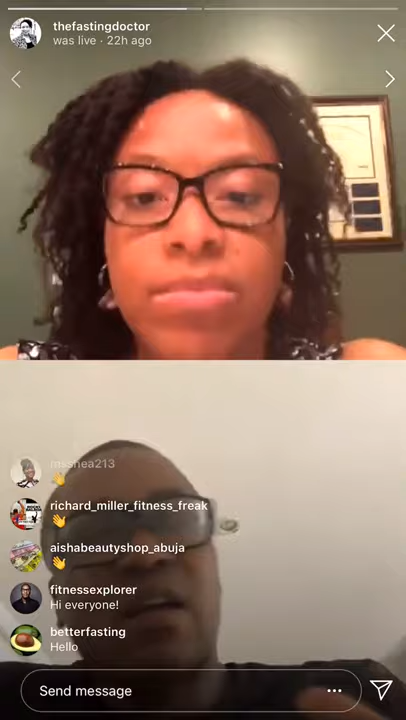 thefastingdoctor
was live · 22h ago
msshea213
👋
richard_miller_fitness_freak
👋
aishabeautyshop_abuja
👋
fitnessexplorer
Hi everyone!
betterfasting
Hello
Send message